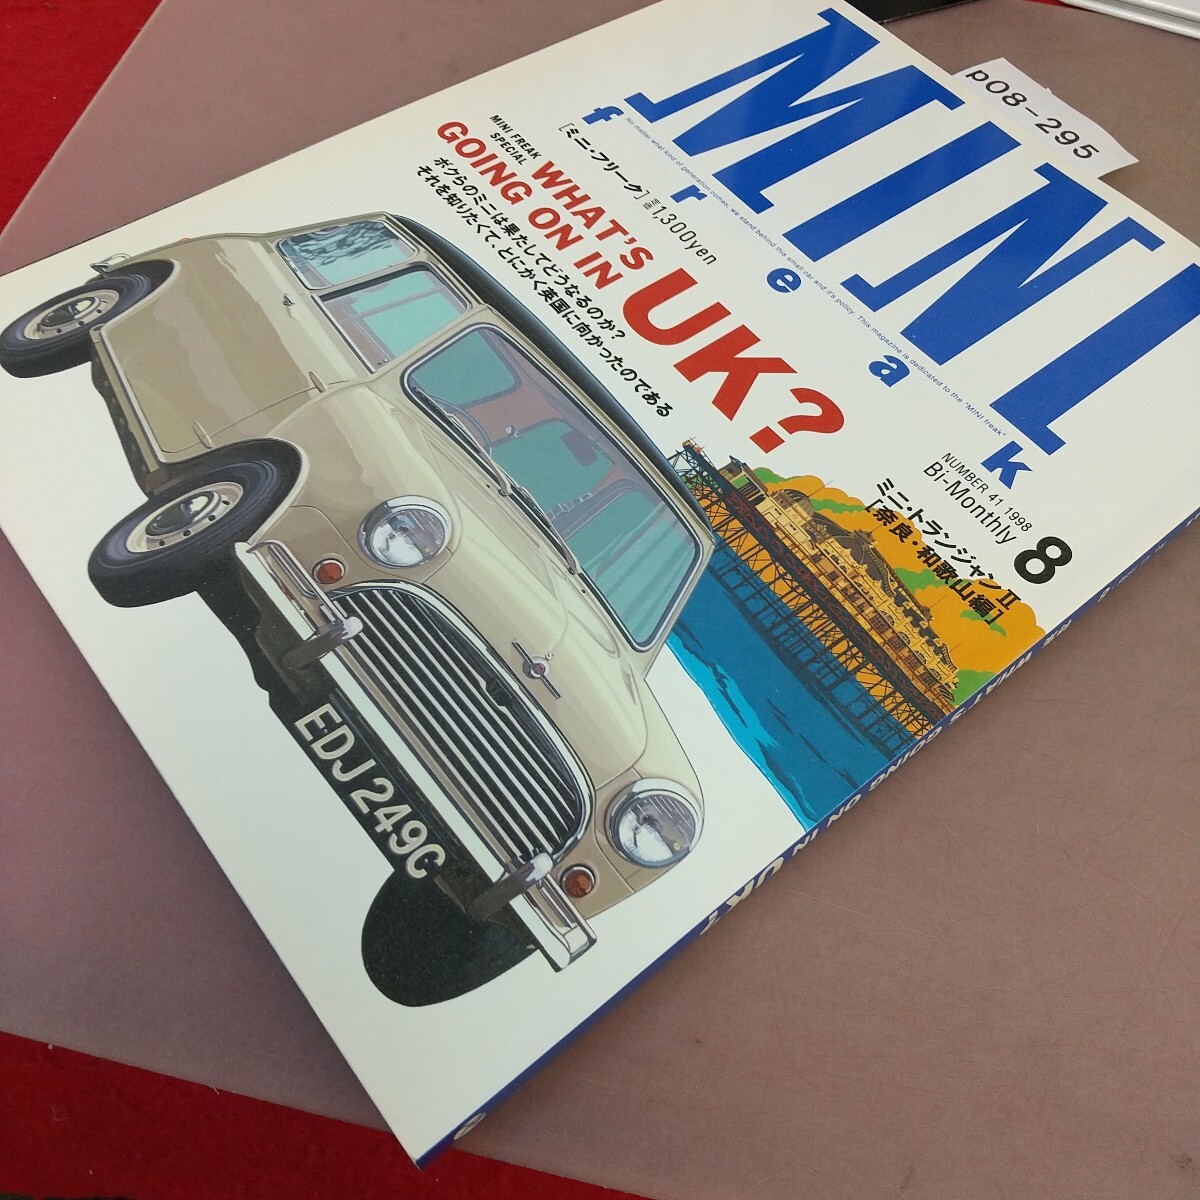 p08-295
MINI
freak
No matter what kind of generation comes, we stand behind this small car and it's policy. This magazine is dedicated to the "MINI freak"
[ミニ・フリーク]
定価1,300yen
NUMBER 41 1998
Bi-Monthly
8
MINI FREAK
SPECIAL
WHAT'S
GOING ON IN
UK?
ボクらのミニは果たしてどうなるのか?
それを知りたくて、とにかく英国に向かったのである
ミニ・トランジャンⅡ
[奈良・和歌山編]
EDJ 249C
WHAT'S GOING ON IN UK?